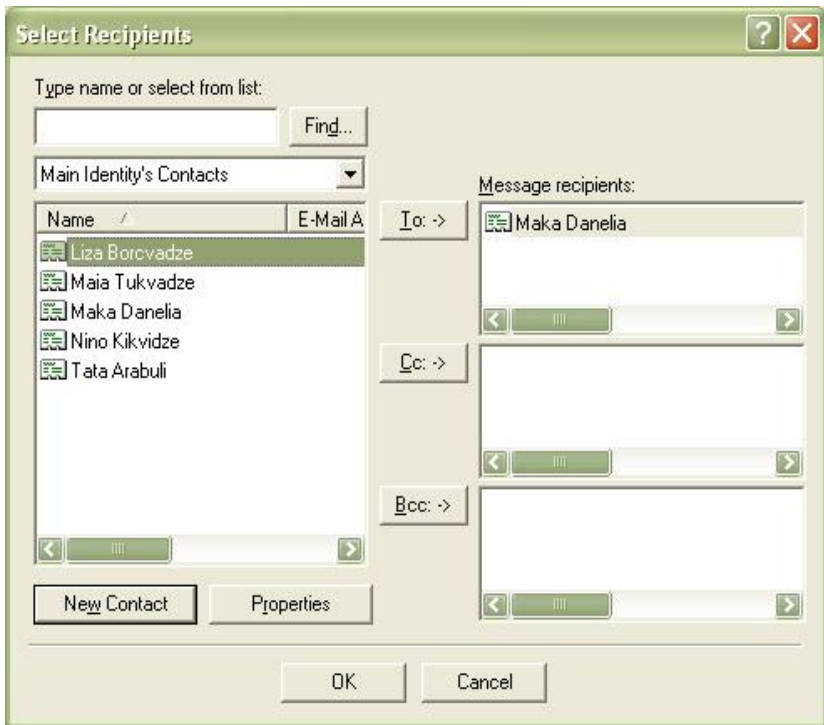 Select Recipients
Type name or select from list:
Find...
Main Identity's Contacts
Message recipients:
Name E-Mail A
To: ->
Maka Danelia
Liza Borcvadze
Maia Tukvadze
Maka Danelia
Nino Kikvidze
Tata Arabuli
Cc: ->
Bcc: ->
New Contact Properties
OK Cancel